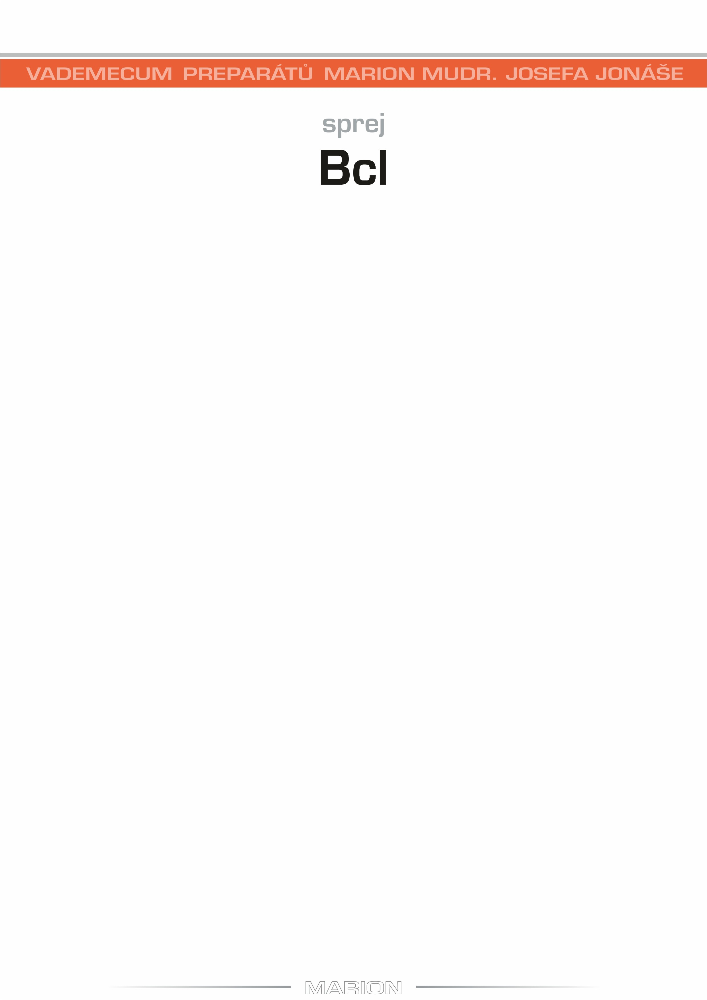 VADEMECUM PREPARÁTŮ MARION MUDR. JOSEFA JONÁŠE
sprej
Bcl
MARION